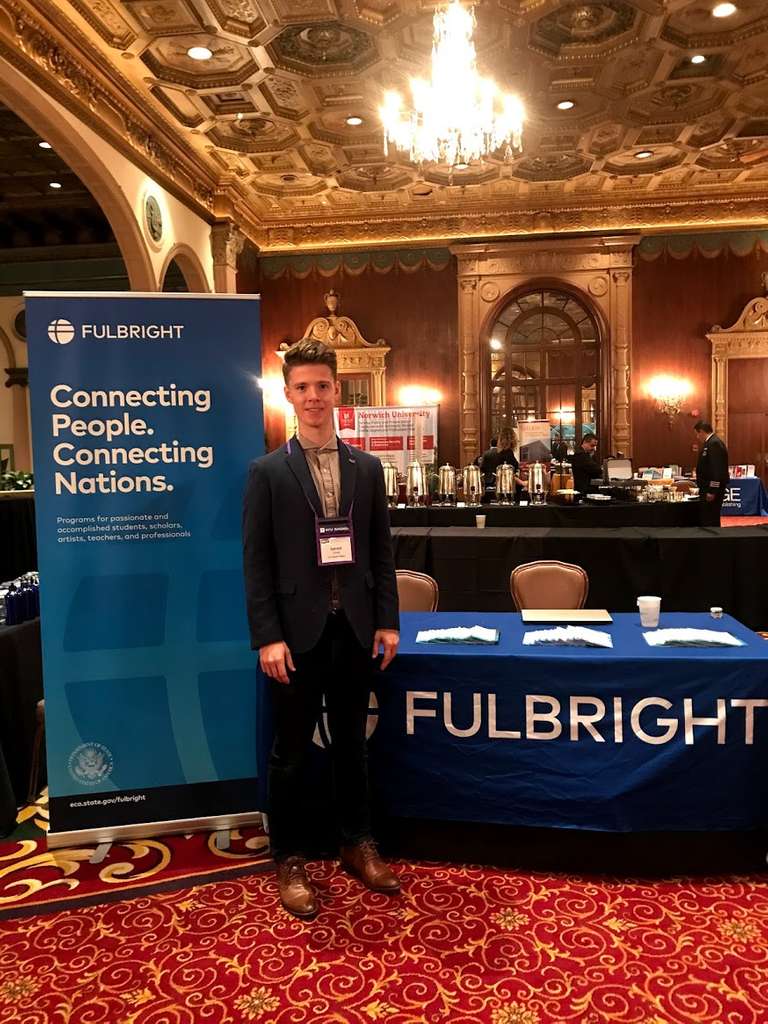 FULBRIGHT
Connecting
People.
Connecting
Nations.
Programs for passionate and
accomplished students, scholars,
artists, teachers, and professionals
eca.state.gov/fulbright
Norwich University
FULBRIGHT
GE